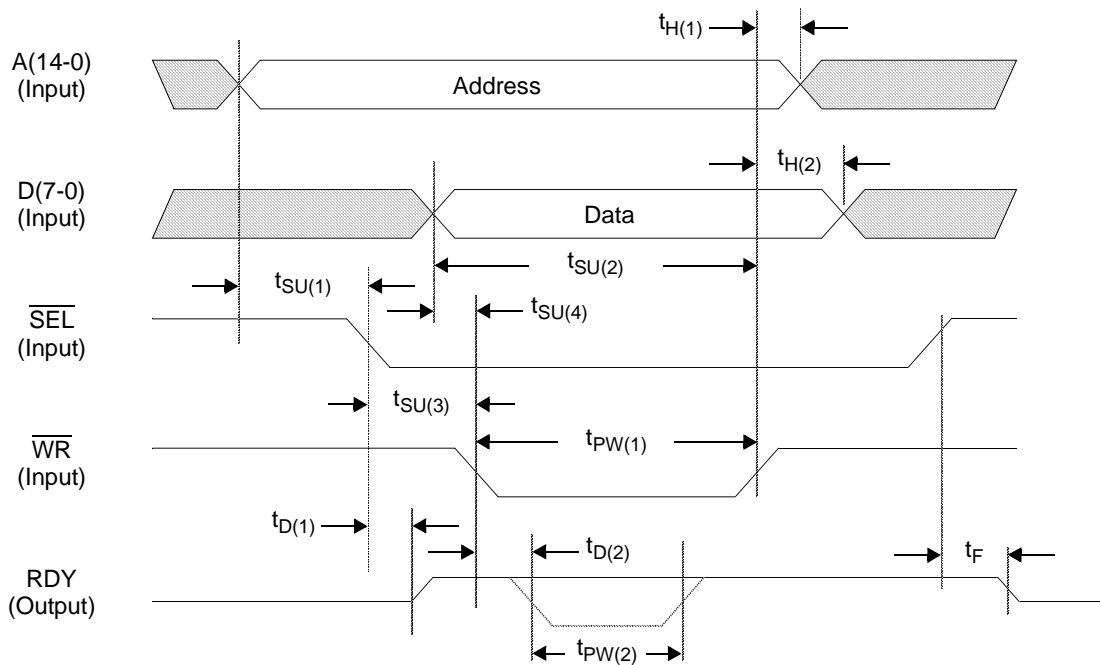 t_H(1)
A(14-0)
(Input)
Address
t_H(2)
D(7-0)
(Input)
Data
t_SU(2)
t_SU(1)
t_SU(4)
SEL
(Input)
t_SU(3)
t_PW(1)
WR
(Input)
t_D(1)
t_D(2)
t_F
RDY
(Output)
t_PW(2)